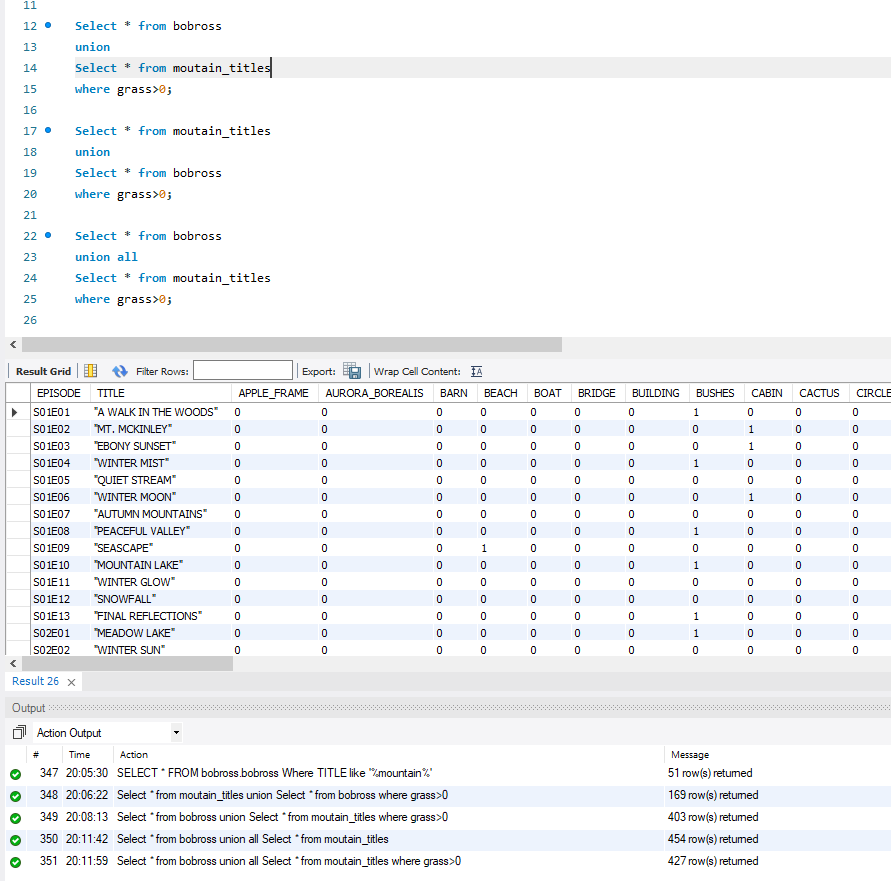 11
12 Select * from bobross
13 union
14 Select * from moutain_titles
15 where grass>0;
16
17 Select * from moutain_titles
18 union
19 Select * from bobross
20 where grass>0;
21
22 Select * from bobross
23 union all
24 Select * from moutain_titles
25 where grass>0;
26
Result Grid Filter Rows: Export: Wrap Cell Content:
EPISODE TITLE APPLE_FRAME AURORA_BOREALIS BARN BEACH BOAT BRIDGE BUILDING BUSHES CABIN CACTUS CIRCLE
S01E01 "A WALK IN THE WOODS" 0 0 0 0 0 0 0 1 0 0 0
S01E02 "MT. MCKINLEY" 0 0 0 0 0 0 0 0 1 0 0
S01E03 "EBONY SUNSET" 0 0 0 0 0 0 0 0 1 0 0
S01E04 "WINTER MIST" 0 0 0 0 0 0 0 1 0 0 0
S01E05 "QUIET STREAM" 0 0 0 0 0 0 0 0 0 0 0
S01E06 "WINTER MOON" 0 0 0 0 0 0 0 0 1 0 0
S01E07 "AUTUMN MOUNTAINS" 0 0 0 0 0 0 0 0 0 0 0
S01E08 "PEACEFUL VALLEY" 0 0 0 0 0 0 0 1 0 0 0
S01E09 "SEASCAPE" 0 0 0 1 0 0 0 0 0 0 0
S01E10 "MOUNTAIN LAKE" 0 0 0 0 0 0 0 1 0 0 0
S01E11 "WINTER GLOW" 0 0 0 0 0 0 0 0 0 0 0
S01E12 "SNOWFALL" 0 0 0 0 0 0 0 0 0 0 0
S01E13 "FINAL REFLECTIONS" 0 0 0 0 0 0 0 1 0 0 0
S02E01 "MEADOW LAKE" 0 0 0 0 0 0 0 1 0 0 0
S02E02 "WINTER SUN" 0 0 0 0 0 0 0 0 0 0 0
Result 26
Output
Action Output
# Time Action Message
347 20:05:30 SELECT * FROM bobross.bobross Where TITLE like '%mountain%' 51 row(s) returned
348 20:06:22 Select * from moutain_titles union Select * from bobross where grass>0 169 row(s) returned
349 20:08:13 Select * from bobross union Select * from moutain_titles where grass>0 403 row(s) returned
350 20:11:42 Select * from bobross union all Select * from moutain_titles 454 row(s) returned
351 20:11:59 Select * from bobross union all Select * from moutain_titles where grass>0 427 row(s) returned